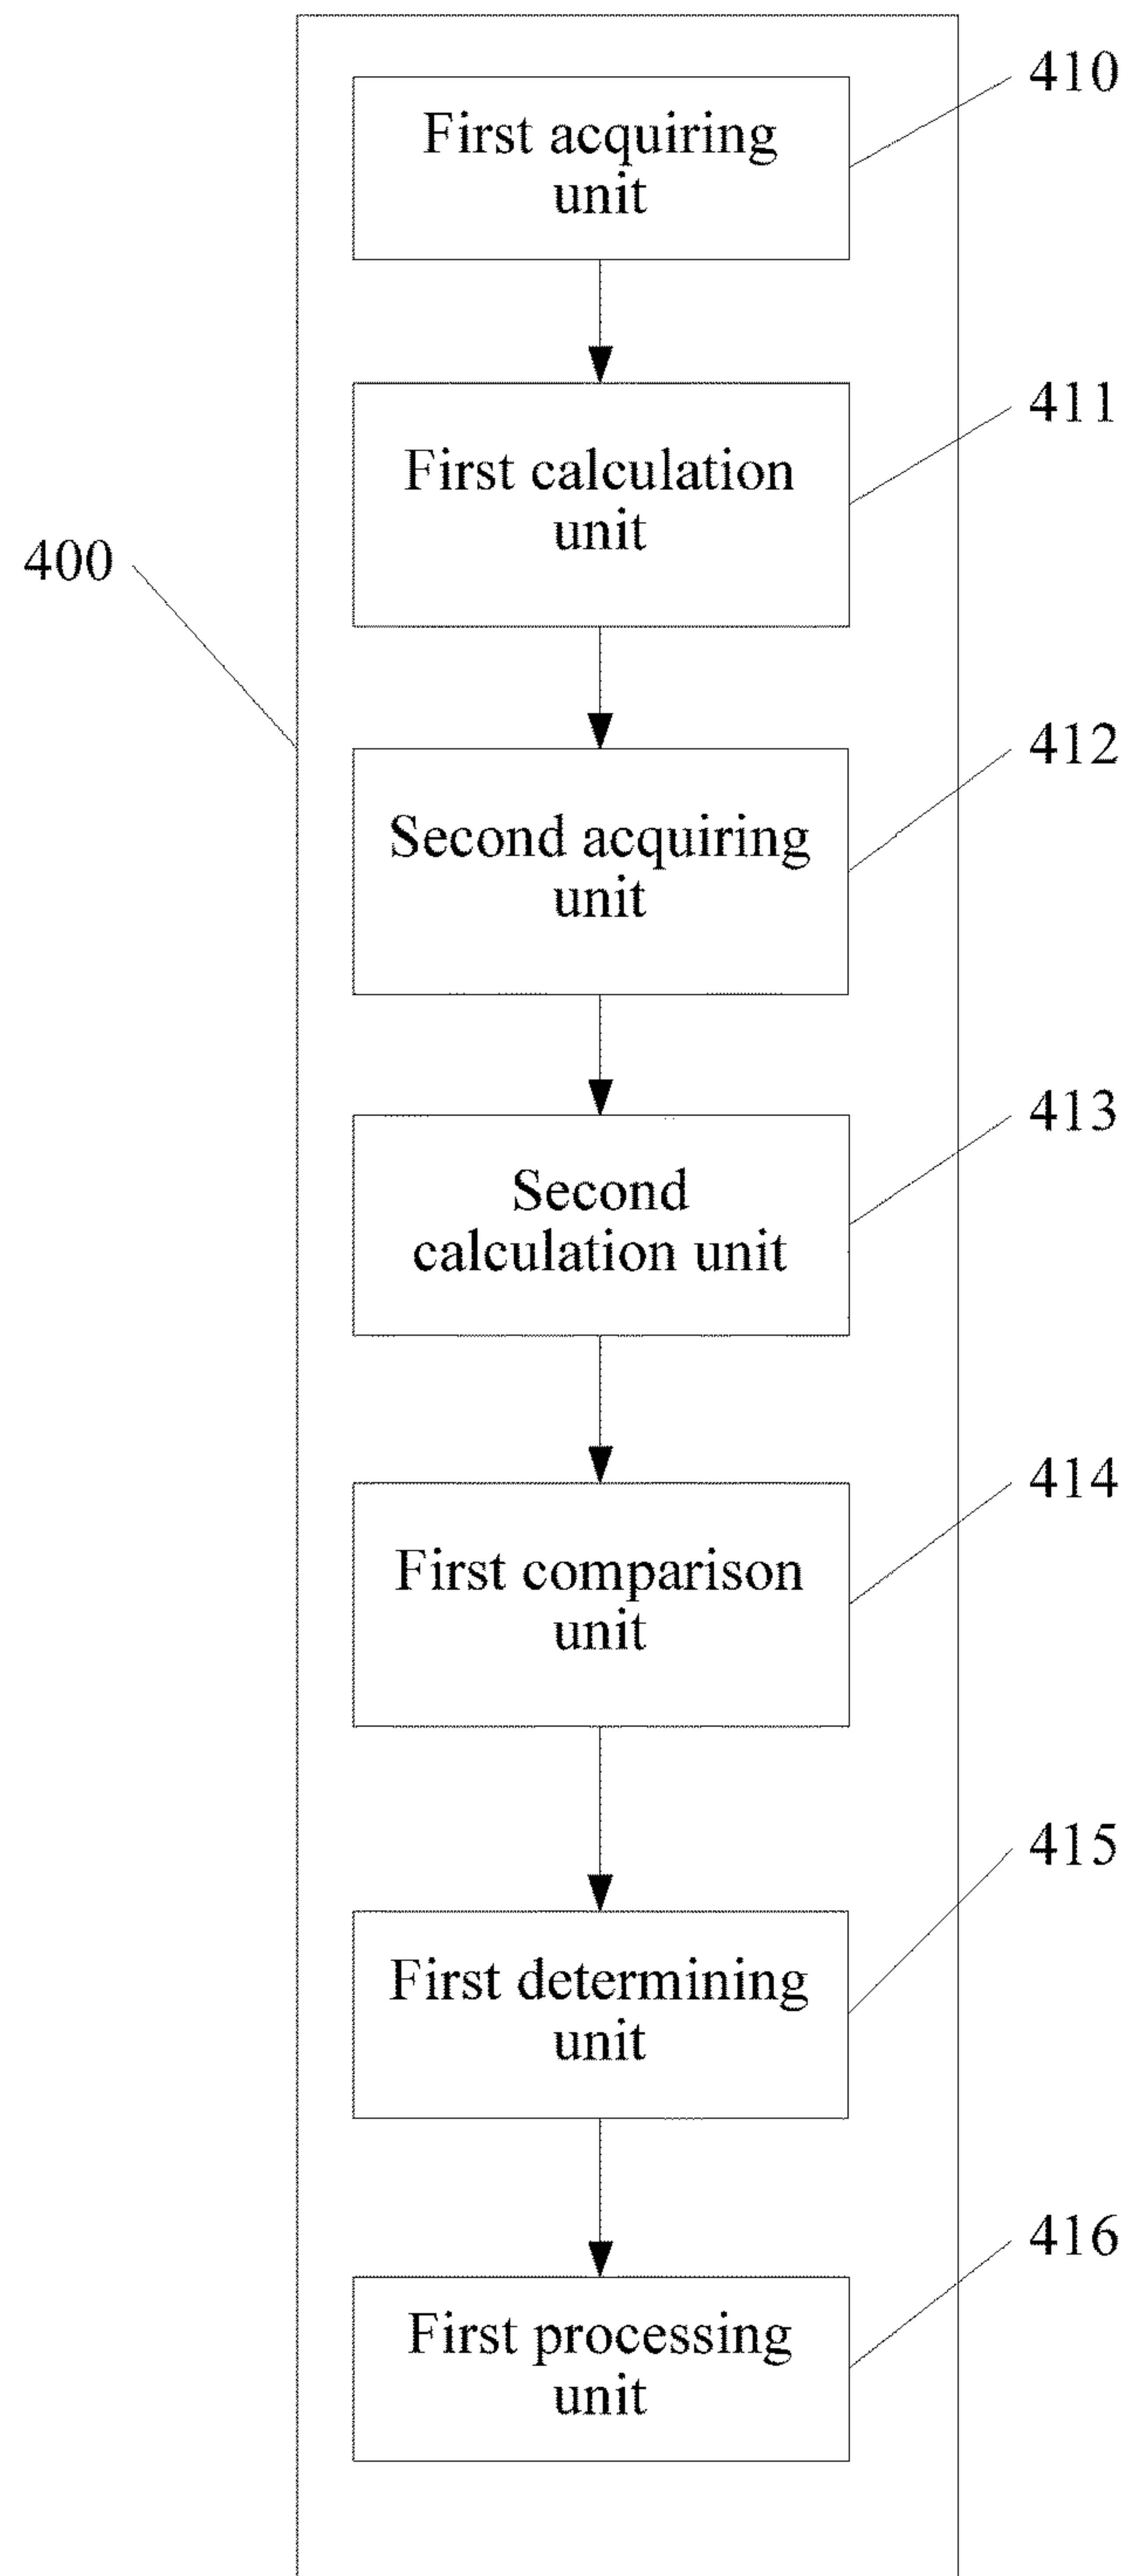 410
First acquiring
unit
411
First calculation
unit
400
412
Second acquiring
unit
413
Second
calculation unit
414
First comparison
unit
415
First determining
unit
416
First processing
unit